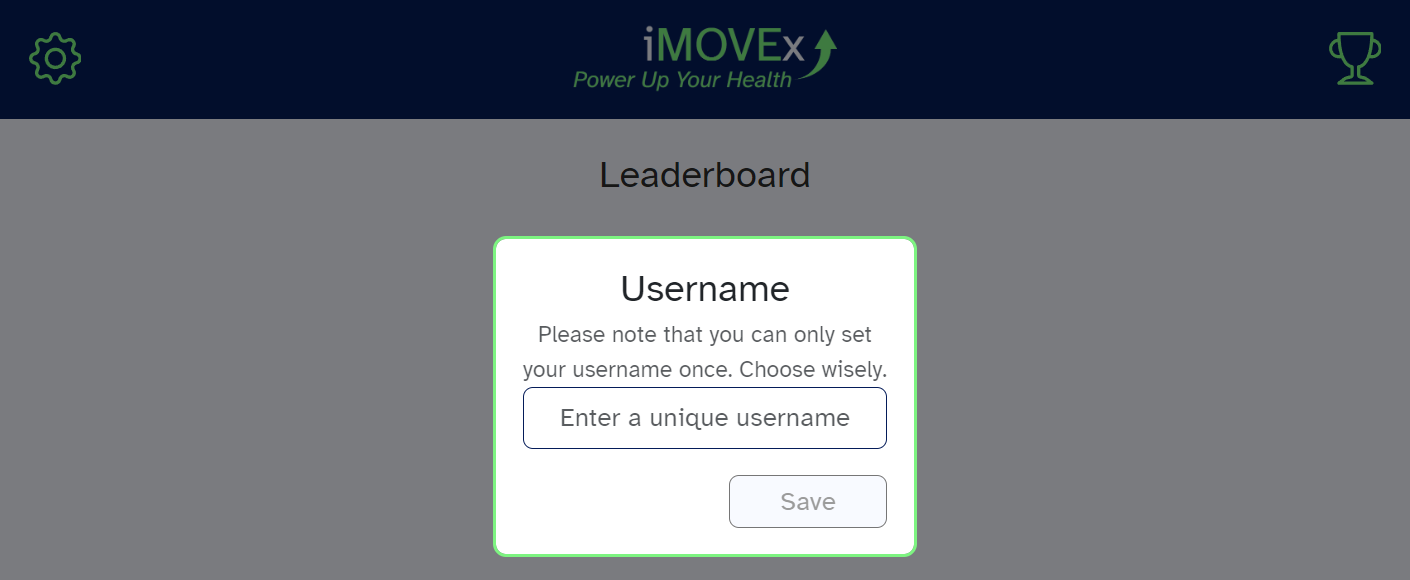 iMOVEx
Power Up Your Health
Leaderboard
Username
Please note that you can only set
your username once. Choose wisely.
Enter a unique username
Save